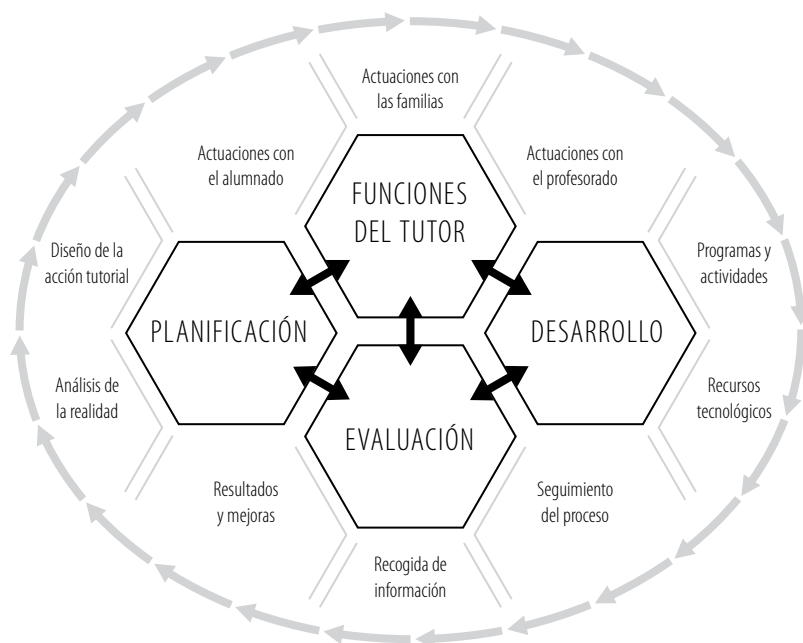 Actuaciones con
las familias
Actuaciones con
el alumnado
Actuaciones con
el profesorado
FUNCIONES
DEL TUTOR
Diseño de la
acción tutorial
Programas y
actividades
PLANIFICACIÓN
DESARROLLO
Análisis de
la realidad
Recursos
tecnológicos
EVALUACIÓN
Resultados
y mejoras
Seguimiento
del proceso
Recogida de
información